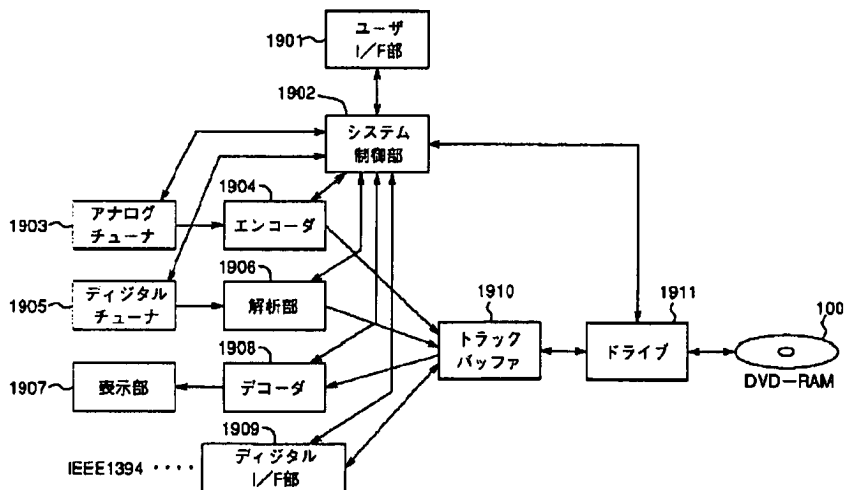 1901
ユーザ
I/F部
1902
システム
制御部
1903
アナログ
チューナ
1904
エンコーダ
1905
ディジタル
チューナ
1906
解析部
1907
表示部
1908
デコーダ
1909
ディジタル
I/F部
IEEE1394 ‥‥
1910
トラック
バッファ
1911
ドライブ
100
DVD-RAM